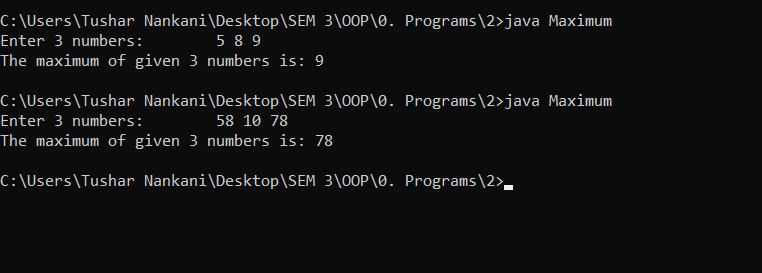 C:\Users\Tushar Nankani\Desktop\SEM 3\OOP\0. Programs\2>java Maximum
Enter 3 numbers:        5 8 9
The maximum of given 3 numbers is: 9
C:\Users\Tushar Nankani\Desktop\SEM 3\OOP\0. Programs\2>java Maximum
Enter 3 numbers:        58 10 78
The maximum of given 3 numbers is: 78
C:\Users\Tushar Nankani\Desktop\SEM 3\OOP\0. Programs\2>